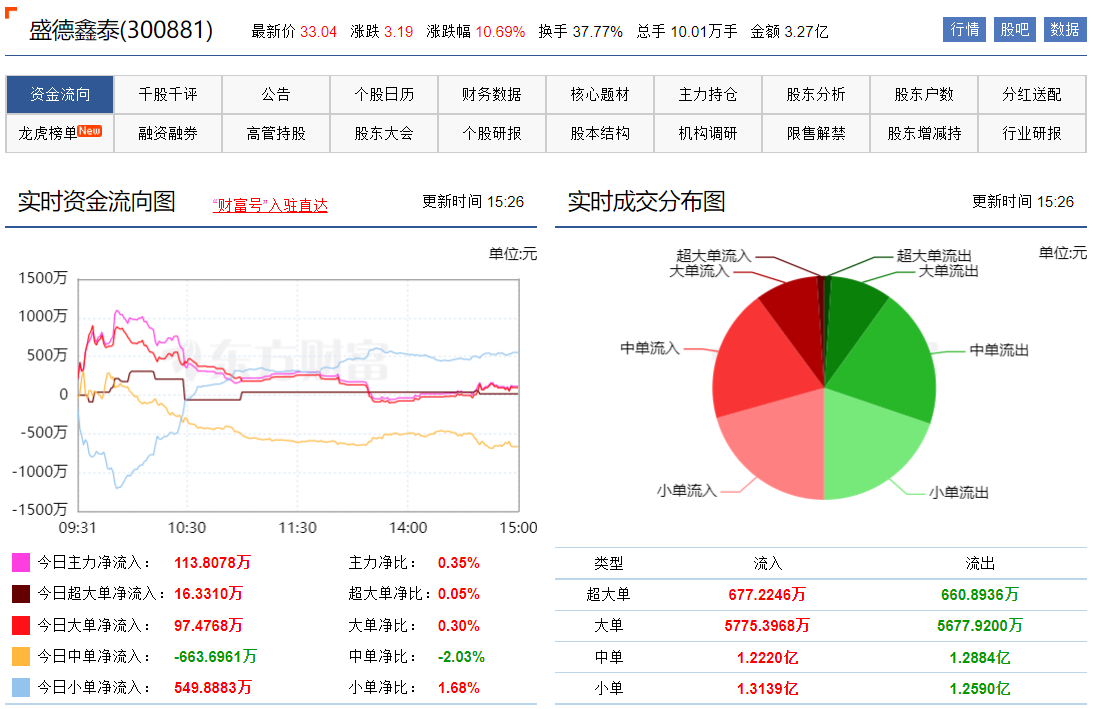 盛德鑫泰(300881) 最新价 33.04 涨跌 3.19 涨跌幅 10.69% 换手 37.77% 总手 10.01万手 金额 3.27亿 行情 股吧 数据
资金流向 千股千评 公告 个股日历 财务数据 核心题材 主力持仓 股东分析 股东户数 分红送配
龙虎榜单 New 融资融券 高管持股 股东大会 个股研报 股本结构 机构调研 限售解禁 股东增减持 行业研报
实时资金流向图 “财富号”入驻直达 更新时间 15:26
单位:元
1500万
1000万
500万
0
-500万
-1000万
-1500万
09:31 10:30 11:30 14:00 15:00
东方财富
今日主力净流入： 113.8078万 主力净比： 0.35%
今日超大单净流入： 16.3310万 超大单净比： 0.05%
今日大单净流入： 97.4768万 大单净比： 0.30%
今日中单净流入： -663.6961万 中单净比： -2.03%
今日小单净流入： 549.8883万 小单净比： 1.68%
实时成交分布图 更新时间 15:26
单位:元
超大单流入 超大单流出
大单流入 大单流出
中单流入 中单流出
小单流入 小单流出
类型 流入 流出
超大单 677.2246万 660.8936万
大单 5775.3968万 5677.9200万
中单 1.2220亿 1.2884亿
小单 1.3139亿 1.2590亿